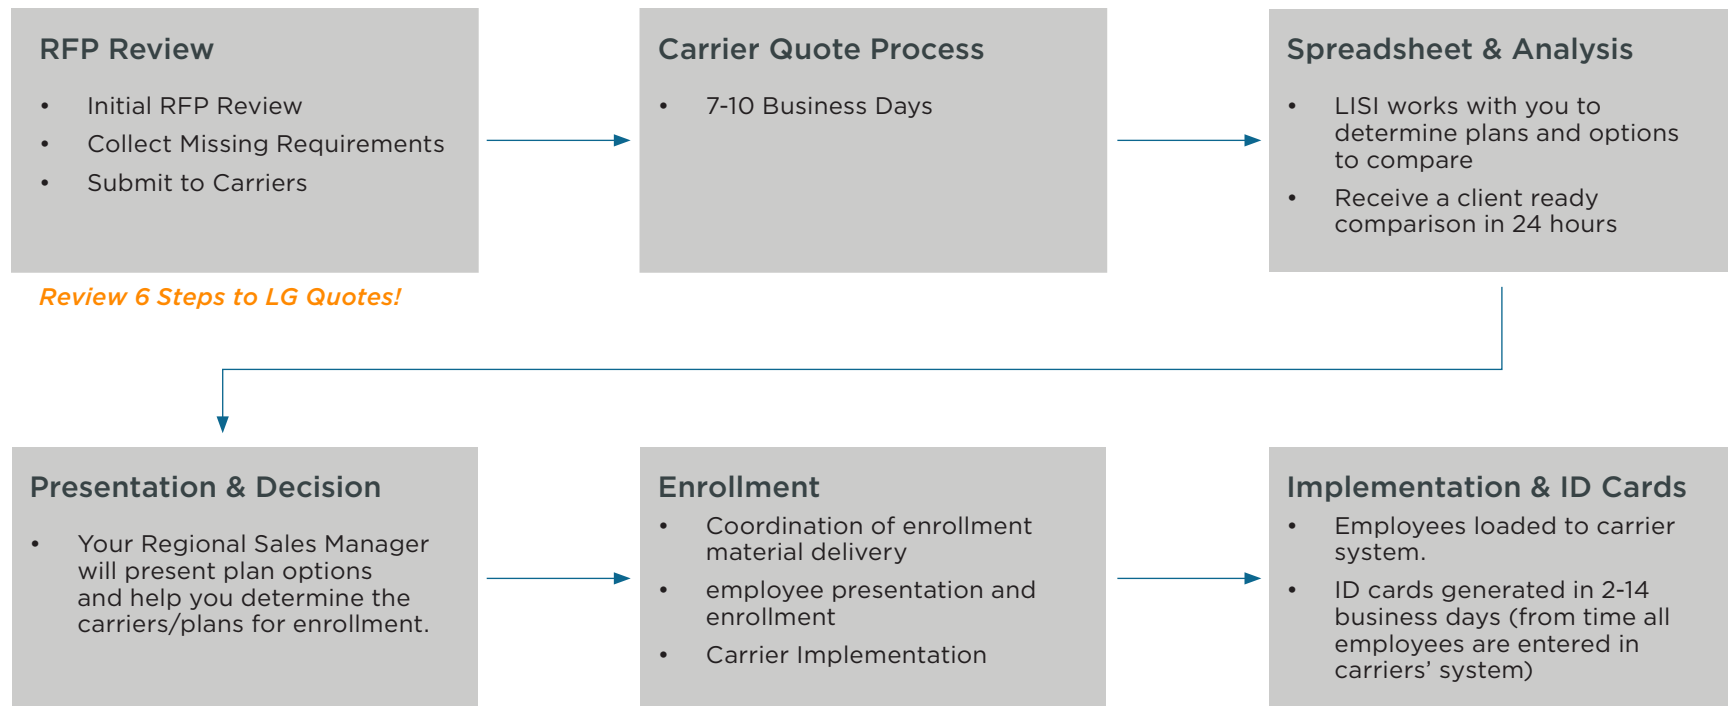 RFP Review
• Initial RFP Review
• Collect Missing Requirements
• Submit to Carriers
Review 6 Steps to LG Quotes!
Carrier Quote Process
• 7-10 Business Days
Spreadsheet & Analysis
• LISI works with you to
determine plans and options
to compare
• Receive a client ready
comparison in 24 hours
Presentation & Decision
• Your Regional Sales Manager
will present plan options
and help you determine the
carriers/plans for enrollment.
Enrollment
• Coordination of enrollment
material delivery
• employee presentation and
enrollment
• Carrier Implementation
Implementation & ID Cards
• Employees loaded to carrier
system.
• ID cards generated in 2-14
business days (from time all
employees are entered in
carriers’ system)